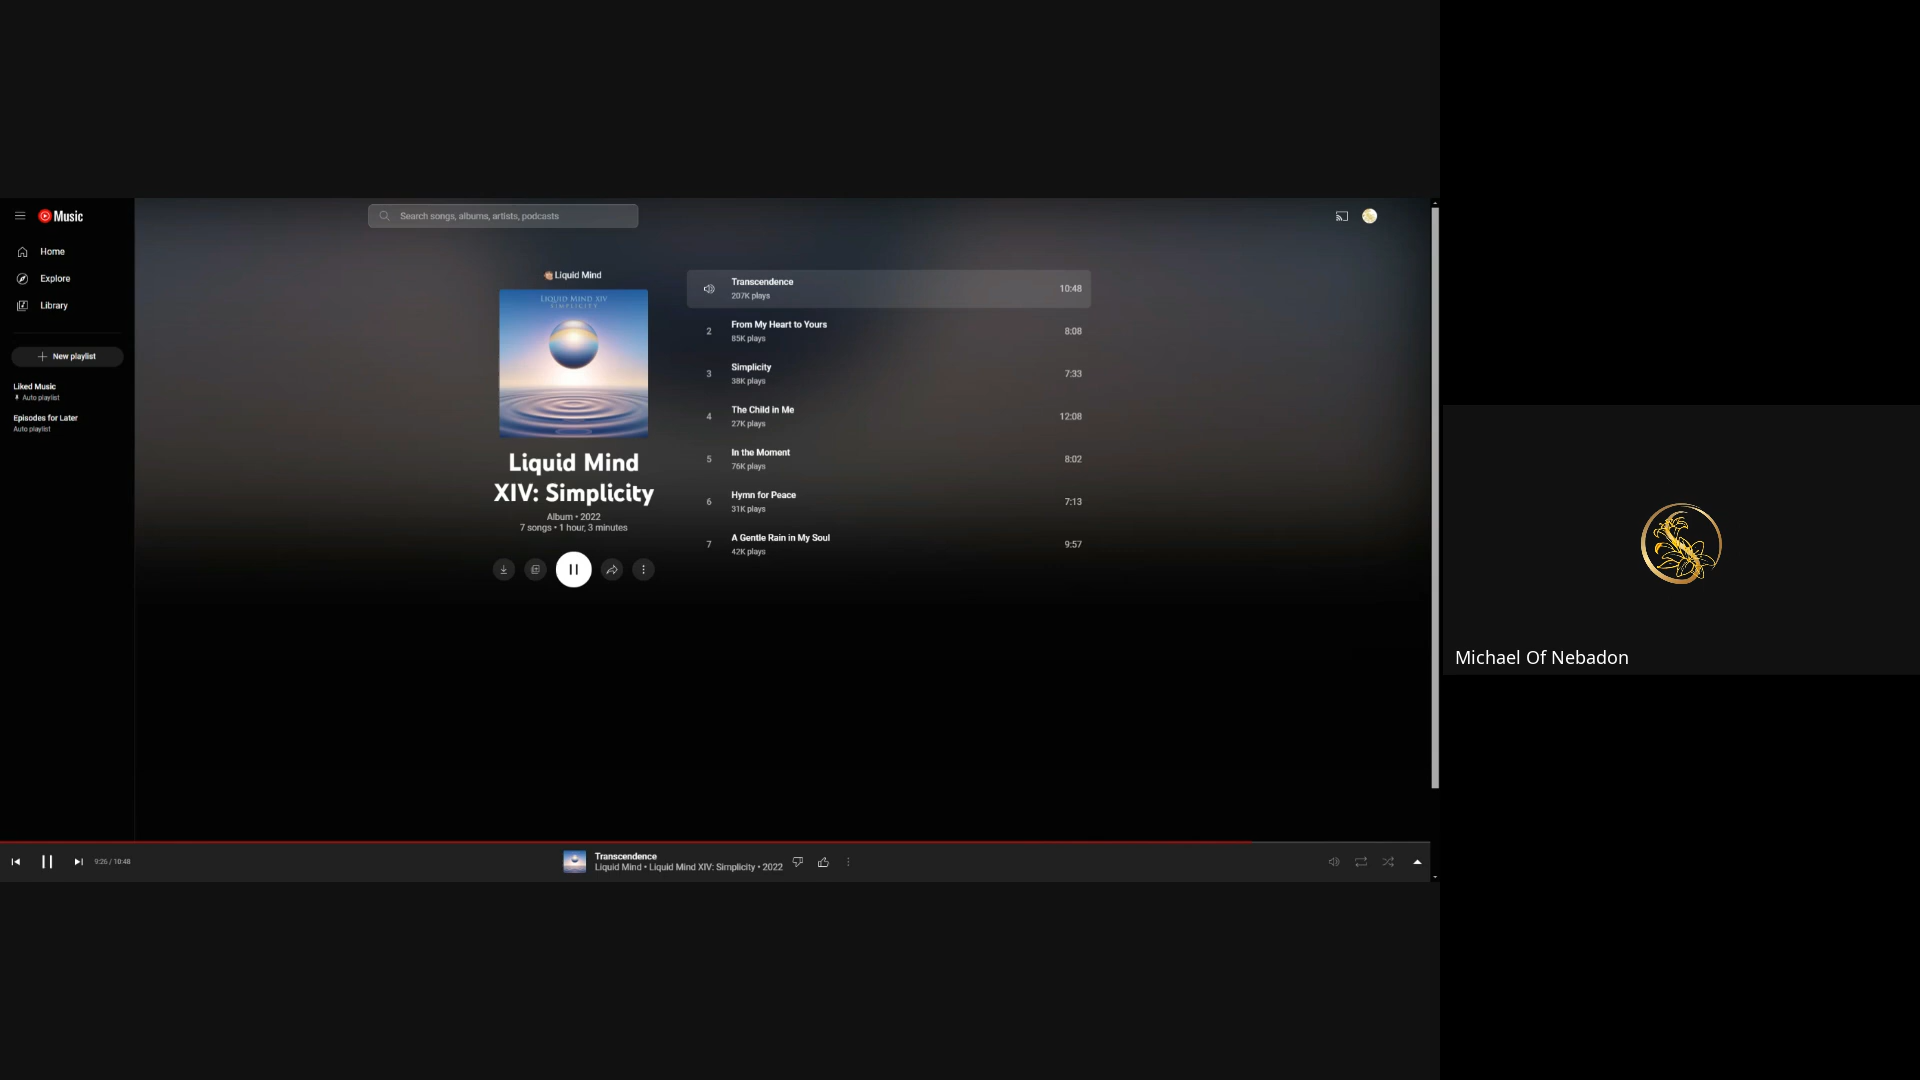 Music
Search songs, albums, artists, podcasts
Home
Explore
Library
New playlist
Liked Music
Auto playlist
Episodes for Later
Auto playlist
Liquid Mind
LIQUID MIND XIV
SIMPLICITY
Liquid Mind
XIV: Simplicity
Album • 2022
7 songs • 1 hour, 3 minutes
Transcendence
207K plays
10:48
2
From My Heart to Yours
85K plays
8:08
3
Simplicity
38K plays
7:33
4
The Child in Me
27K plays
12:08
5
In the Moment
76K plays
8:02
6
Hymn for Peace
31K plays
7:13
7
A Gentle Rain in My Soul
42K plays
9:57
9:26 / 10:48
Transcendence
Liquid Mind • Liquid Mind XIV: Simplicity • 2022
Michael Of Nebadon